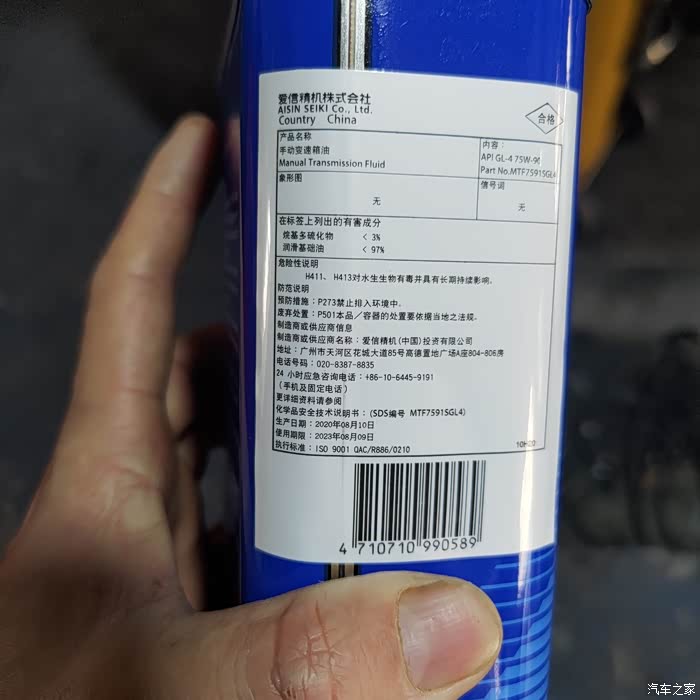 爱信精机株式会社
AISIN SEIKI Co., Ltd.
Country China
合格
产品名称
手动变速箱油
Manual Transmission Fluid
内容:
API GL-4 75W-90
Part No.MTF7591SGL4
象形图
无
信号词
无
在标签上列出的有害成分
烷基多硫化物 < 3%
润滑基础油 < 97%
危险性说明
H411、 H413对水生生物有毒并具有长期持续影响.
防范说明
预防措施:P273禁止排入环境中.
废弃处置:P501本品/容器的处置要依据当地之法规.
制造商或供应商信息
制造商或供应商名称:爱信精机(中国)投资有限公司
地址:广州市天河区花城大道85号高德置地广场A座804-806房
电话号码:020-8387-8835
24 小时应急咨询电话:+86-10-6445-9191
(手机及固定电话)
更详细资料请参阅
化学品安全技术说明书:(SDS编号 MTF7591SGL4)
生产日期:2020年08月10日
使用期限:2023年08月09日
执行标准:ISO 9001 QAC/R886/0210
10H20
4 710710 990589
汽车之家